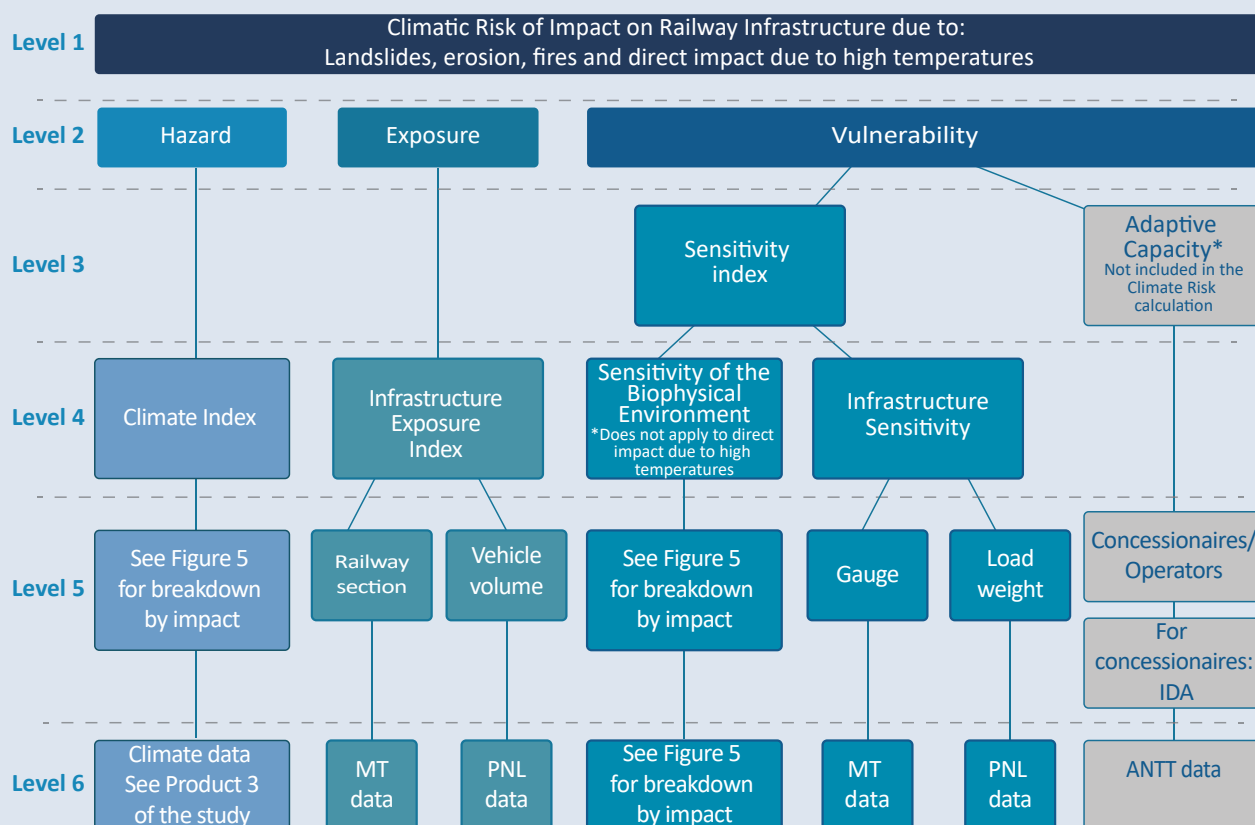 Level 1
Climatic Risk of Impact on Railway Infrastructure due to:
Landslides, erosion, fires and direct impact due to high temperatures
Level 2
Hazard
Exposure
Vulnerability
Level 3
Sensitivity
index
Adaptive
Capacity*
Not included in the
Climate Risk
calculation
Level 4
Climate Index
Infrastructure
Exposure
Index
Sensitivity of the
Biophysical
Environment
*Does not apply to direct
impact due to high
temperatures
Infrastructure
Sensitivity
Level 5
See Figure 5
for breakdown
by impact
Railway
section
Vehicle
volume
See Figure 5
for breakdown
by impact
Gauge
Load
weight
Concessionaires/
Operators
For
concessionaires:
IDA
Level 6
Climate data
See Product 3
of the study
MT
data
PNL
data
See Figure 5
for breakdown
by impact
MT
data
PNL
data
ANTT data